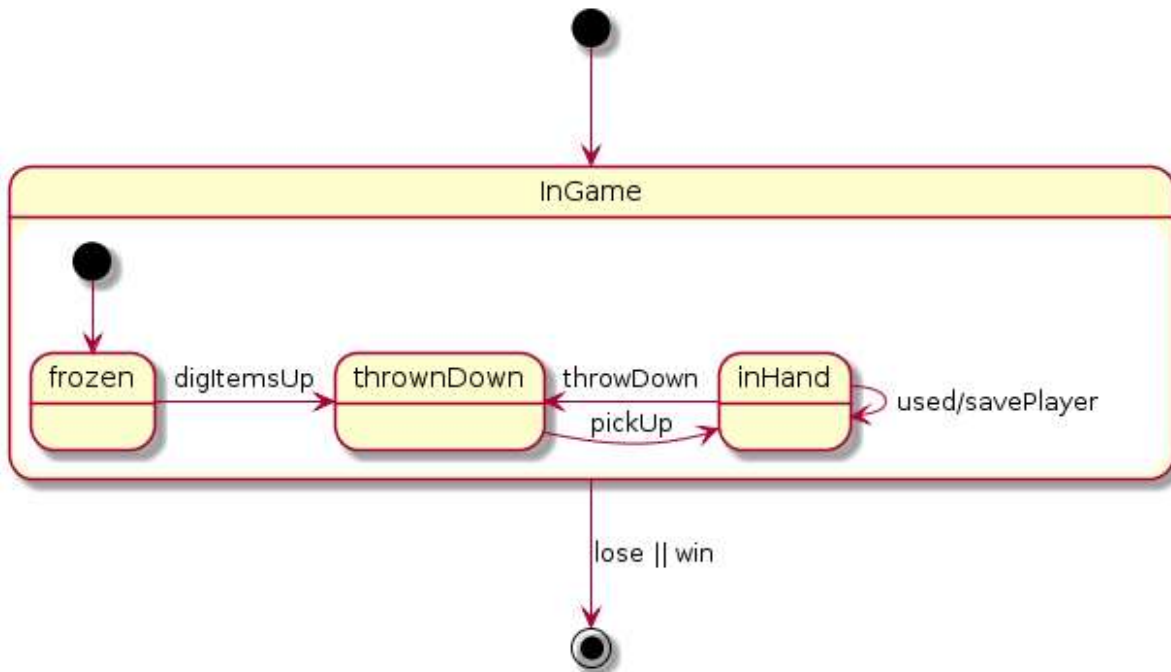 InGame
frozen
digItemsUp
thrownDown
throwDown
inHand
used/savePlayer
pickUp
lose || win